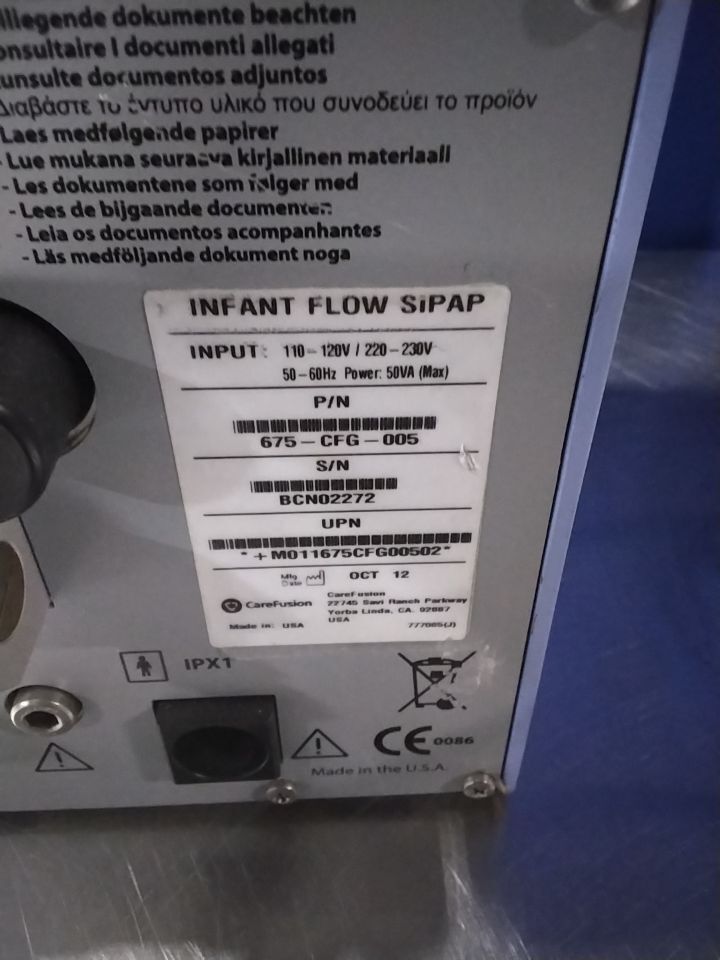 dokumente beachten
I documenti allegati
documentos adjuntos
Διαβάστε το έντυπο υλικό που συνοδεύει το προϊόν
Laes medfølgende papirer
- Lue mukana seuraava kirjallinen materiaali
- Les dokumentene som følger med
- Lees de bijgaande documenten
- Leia os documentos acompanhantes
- Läs medföljande dokument noga
INFANT FLOW SiPAP
INPUT: 110-120V / 220-230V
50-60Hz Power: 50VA (Max)
P/N
675-CFG-005
S/N
BCN02272
UPN
*+M011675CFG00502*
Mfg Date OCT 12
CareFusion
CareFusion
22745 Savi Ranch Parkway
Yorba Linda, CA. 92887
USA
Made in: USA
777085(J)
IPX1
CE 0086
Made in the U.S.A.